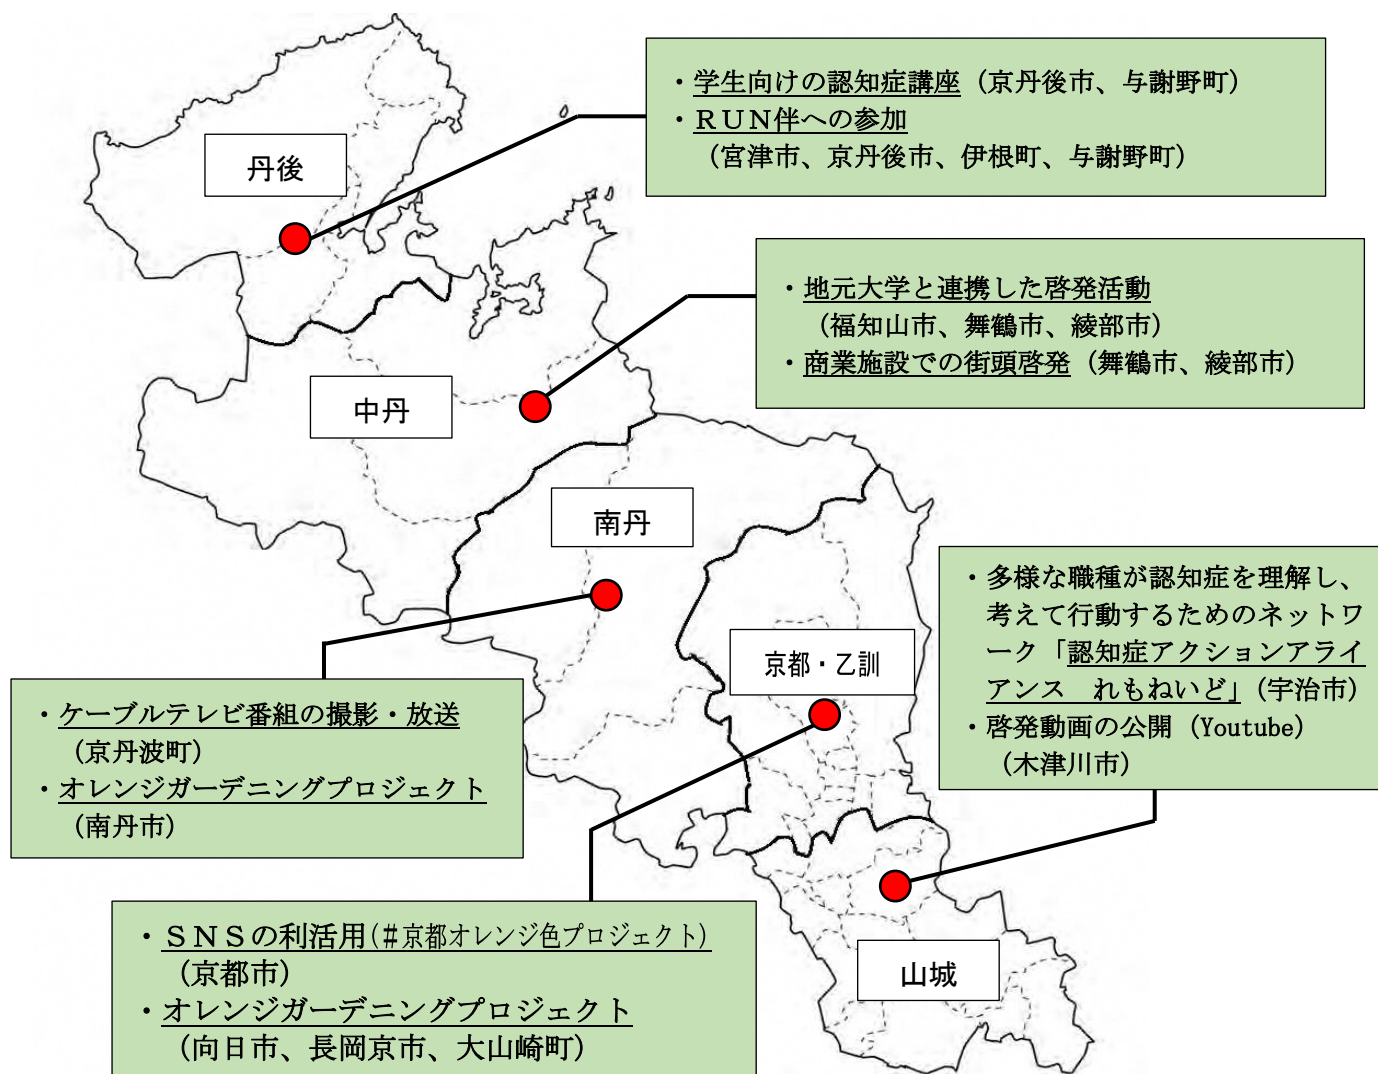 ・学生向けの認知症講座（京丹後市、与謝野町）
・ＲＵＮ伴への参加
（宮津市、京丹後市、伊根町、与謝野町）
丹後
・地元大学と連携した啓発活動
（福知山市、舞鶴市、綾部市）
・商業施設での街頭啓発（舞鶴市、綾部市）
中丹
南丹
・多様な職種が認知症を理解し、
考えて行動するためのネットワ
ーク「認知症アクションアライ
アンス　れもねいど」（宇治市）
・啓発動画の公開（Youtube）
（木津川市）
京都・乙訓
・ケーブルテレビ番組の撮影・放送
（京丹波町）
・オレンジガーデニングプロジェクト
（南丹市）
・ＳＮＳの利活用(＃京都オレンジ色プロジェクト)
（京都市）
・オレンジガーデニングプロジェクト
（向日市、長岡京市、大山崎町）
山城